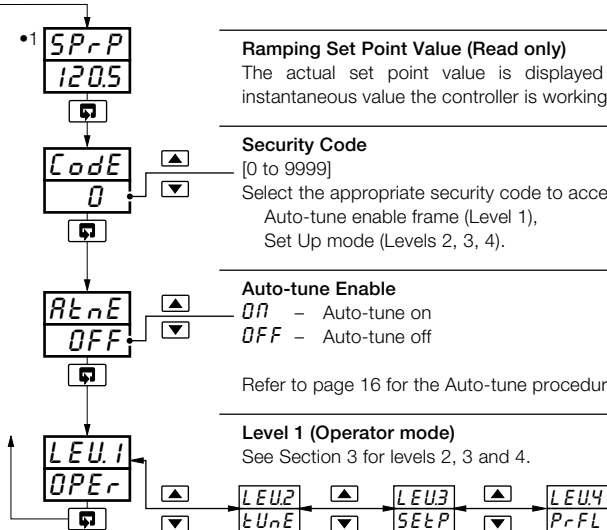 •1
SPrP
120.5
Ramping Set Point Value (Read only)
The actual set point value is displayed
instantaneous value the controller is working
CodE
0
Security Code
[0 to 9999]
Select the appropriate security code to acce
Auto-tune enable frame (Level 1),
Set Up mode (Levels 2, 3, 4).
AtnE
OFF
Auto-tune Enable
ON – Auto-tune on
OFF – Auto-tune off
Refer to page 16 for the Auto-tune procedur
LEV.1
OPEr
Level 1 (Operator mode)
See Section 3 for levels 2, 3 and 4.
LEV.2 LEV.3 LEV.4
tUnE SEtP PrFL